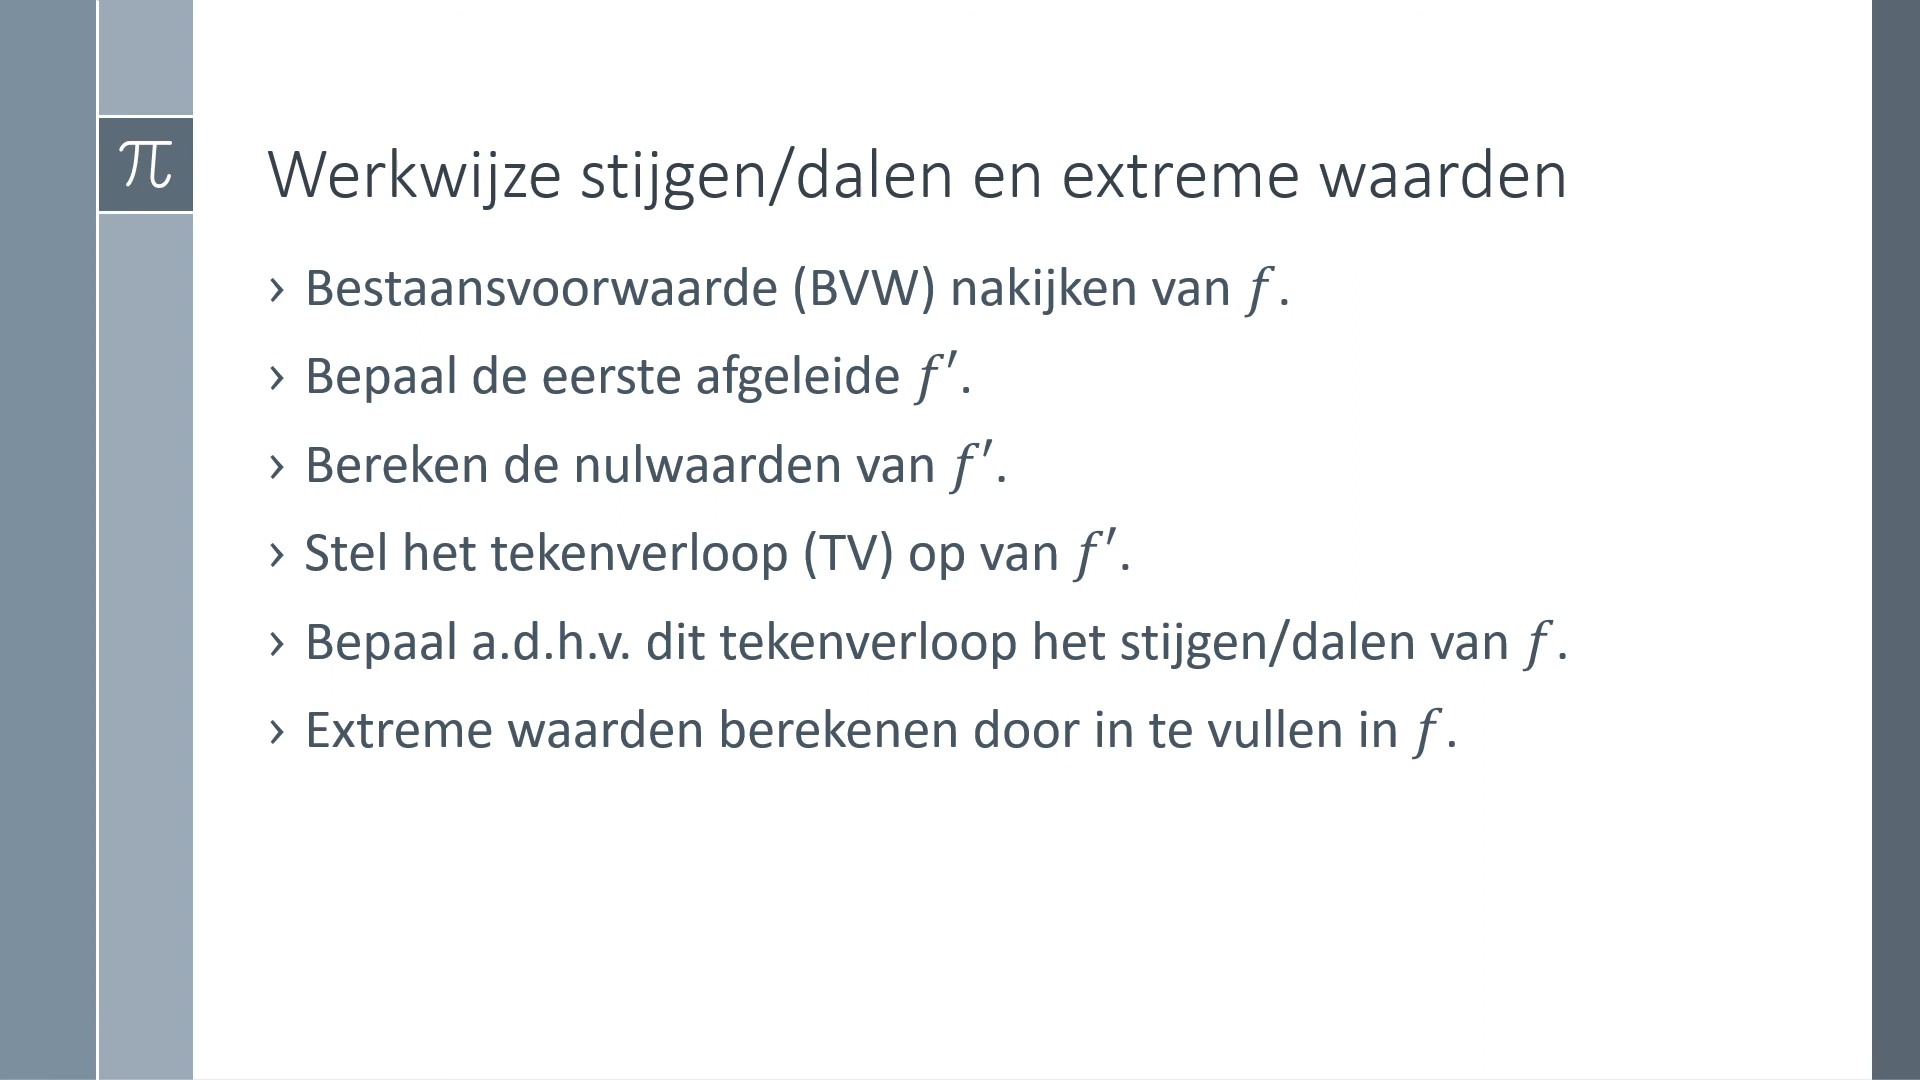 π
Werkwijze stijgen/dalen en extreme waarden
› Bestaansvoorwaarde (BVW) nakijken van f.
› Bepaal de eerste afgeleide f′.
› Bereken de nulwaarden van f′.
› Stel het tekenverloop (TV) op van f′.
› Bepaal a.d.h.v. dit tekenverloop het stijgen/dalen van f.
› Extreme waarden berekenen door in te vullen in f.